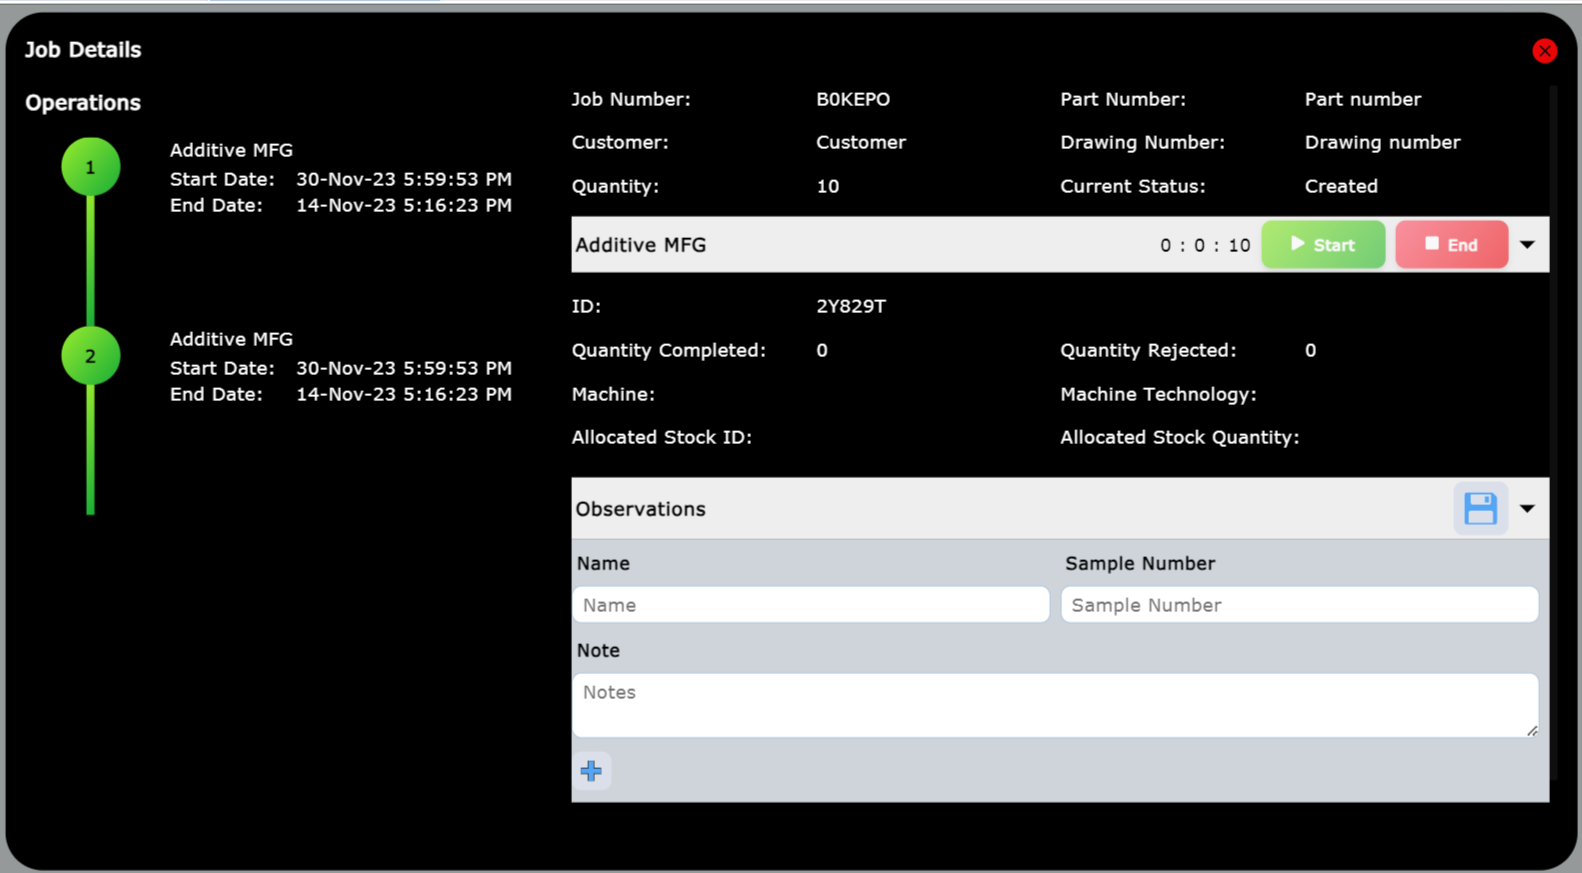 Job Details
Operations
1
Additive MFG
Start Date: 30-Nov-23 5:59:53 PM
End Date: 14-Nov-23 5:16:23 PM
2
Additive MFG
Start Date: 30-Nov-23 5:59:53 PM
End Date: 14-Nov-23 5:16:23 PM
Job Number: B0KEPO Part Number: Part number
Customer: Customer Drawing Number: Drawing number
Quantity: 10 Current Status: Created
Additive MFG 0 : 0 : 10 Start End
ID: 2Y829T
Quantity Completed: 0 Quantity Rejected: 0
Machine: Machine Technology:
Allocated Stock ID: Allocated Stock Quantity:
Observations
Name Sample Number
Name Sample Number
Note
Notes